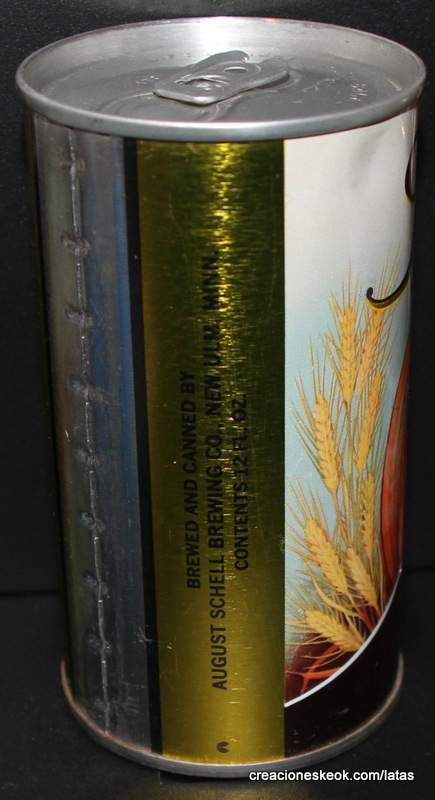 BREWED AND CANNED BY
AUGUST SCHELL BREWING CO., NEW ULM, MINN.
CONTENTS 12 FL. OZ.
creacioneskeok.com/latas